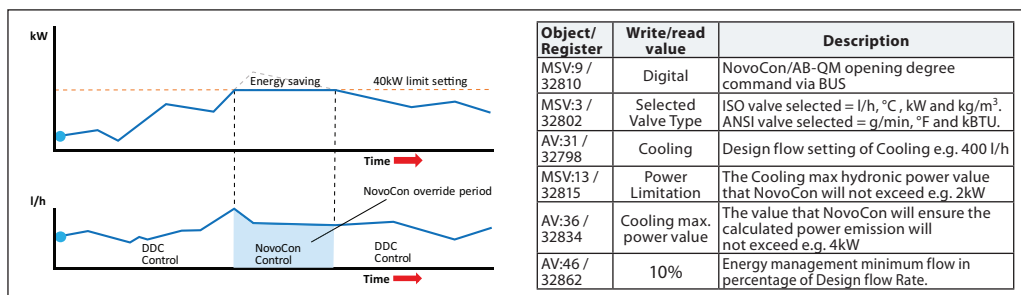 kW
Energy saving
40kW limit setting
Time
NovoCon override period
l/h
DDC
Control
NovoCon
Control
DDC
Control
Time
Object/
Register
Write/read
value
Description
MSV:9 /
32810
Digital
NovoCon/AB-QM opening degree
command via BUS
MSV:3 /
32802
Selected
Valve Type
ISO valve selected = l/h, °C , kW and kg/m³.
ANSI valve selected = g/min, °F and kBTU.
AV:31 /
32798
Cooling
Design flow setting of Cooling e.g. 400 l/h
MSV:13 /
32815
Power
Limitation
The Cooling max hydronic power value
that NovoCon will not exceed e.g. 2kW
AV:36 /
32834
Cooling max.
power value
The value that NovoCon will ensure the
calculated power emission will
not exceed e.g. 4kW
AV:46 /
32862
10%
Energy management minimum flow in
percentage of Design flow Rate.